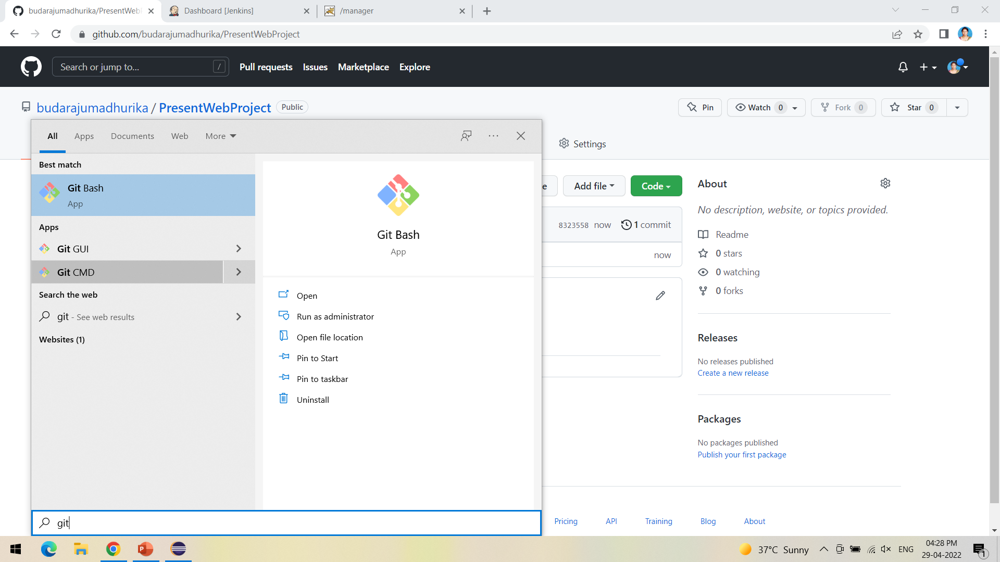 budarajumadhurika/PresentWeb
Dashboard [Jenkins]
/manager
github.com/budarajumadhurika/PresentWebProject
Search or jump to... /
Pull requests Issues Marketplace Explore
budarajumadhurika / PresentWebProject Public
Pin Watch 0 Fork 0 Star 0
Settings
All Apps Documents Web More
Best match
Git Bash
App
Apps
Git GUI
Git CMD
Search the web
git - See web results
Websites (1)
Git Bash
App
Open
Run as administrator
Open file location
Pin to Start
Pin to taskbar
Uninstall
git
e Add file Code
8323558 now 1 commit
now
About
No description, website, or topics provided.
Readme
0 stars
0 watching
0 forks
Releases
No releases published
Create a new release
Packages
No packages published
Publish your first package
Pricing API Training Blog About
37°C Sunny ENG
04:28 PM
29-04-2022
1